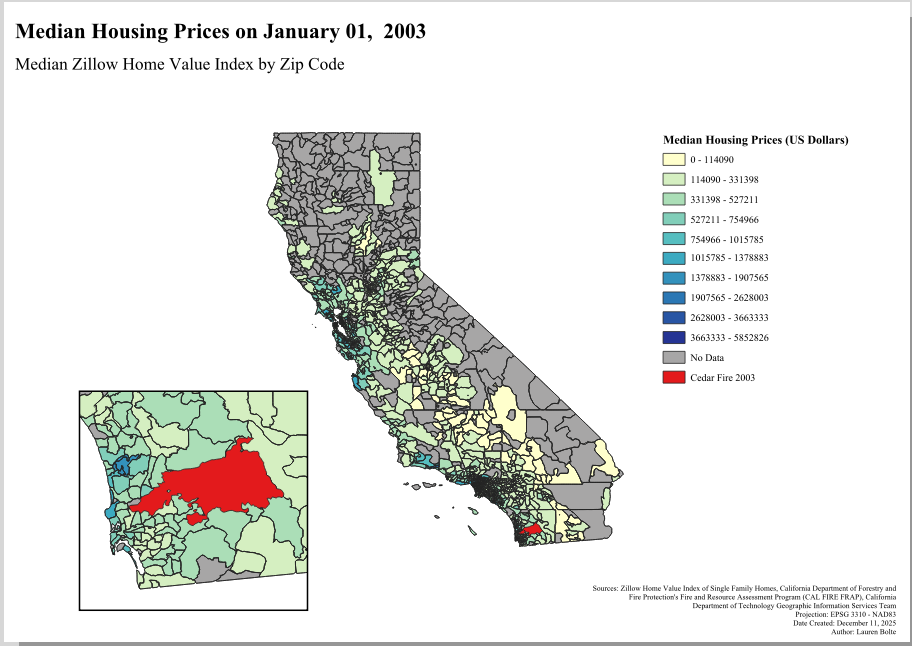 Median Housing Prices on January 01,  2003
Median Zillow Home Value Index by Zip Code
Median Housing Prices (US Dollars)
0 - 114090
114090 - 331398
331398 - 527211
527211 - 754966
754966 - 1015785
1015785 - 1378883
1378883 - 1907565
1907565 - 2628003
2628003 - 3663333
3663333 - 5852826
No Data
Cedar Fire 2003
Sources: Zillow Home Value Index of Single Family Homes, California Department of Forestry and
Fire Protection's Fire and Resource Assessment Program (CAL FIRE FRAP), California
Department of Technology Geographic Information Services Team
Projection: EPSG 3310 - NAD83
Date Created: December 11, 2025
Author: Lauren Bolte